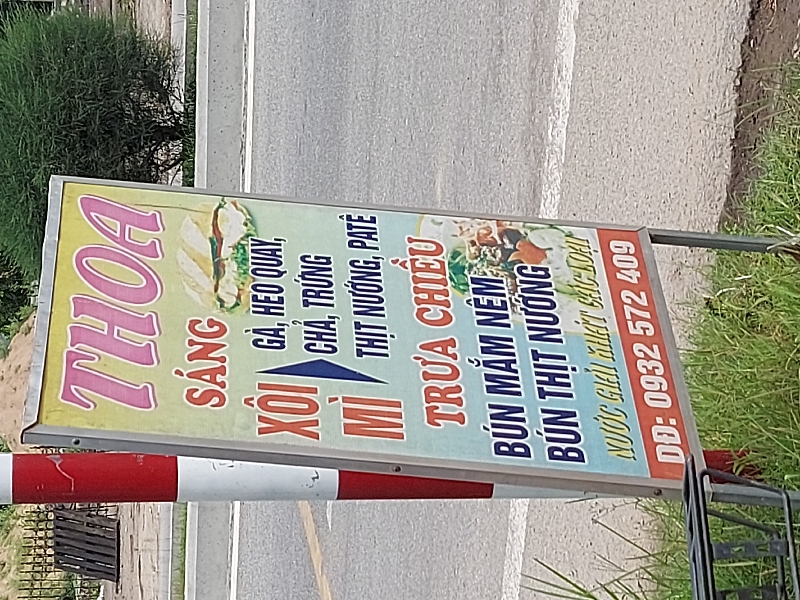 THOA
SÁNG
XÔI
MÌ
GÀ, HEO QUAY,
CHẢ, TRỨNG
THỊT NƯỚNG, PATÊ
TRƯA CHIỀU
BÚN MẮM NÊM
BÚN THỊT NƯỚNG
NƯỚC GIẢI KHÁT CÁC LOẠI
DĐ: 0932 572 409